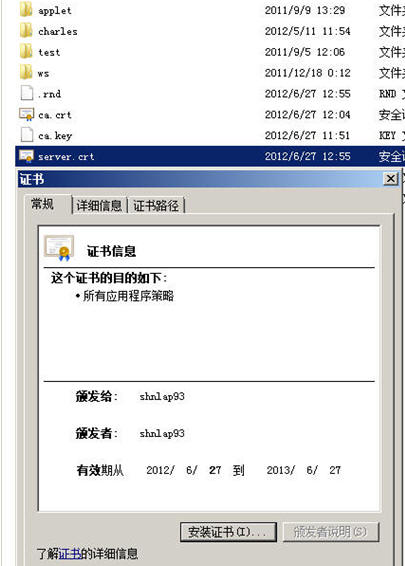 applet 2011/9/9 13:29 文件
charles 2012/5/11 11:54 文件
test 2011/9/5 12:06 文件
ws 2011/12/18 0:12 文件
.rnd 2012/6/27 12:55 RND
ca.crt 2012/6/27 12:04 安全
ca.key 2012/6/27 11:51 KEY
server.crt 2012/6/27 12:55 安全
证书
常规 详细信息 证书路径
证书信息
这个证书的目的如下:
• 所有应用程序策略
颁发给: shnlap93
颁发者: shnlap93
有效期从 2012/ 6/ 27 到 2013/ 6/ 27
安装证书(I)... 颁发者说明(S)
了解证书的详细信息